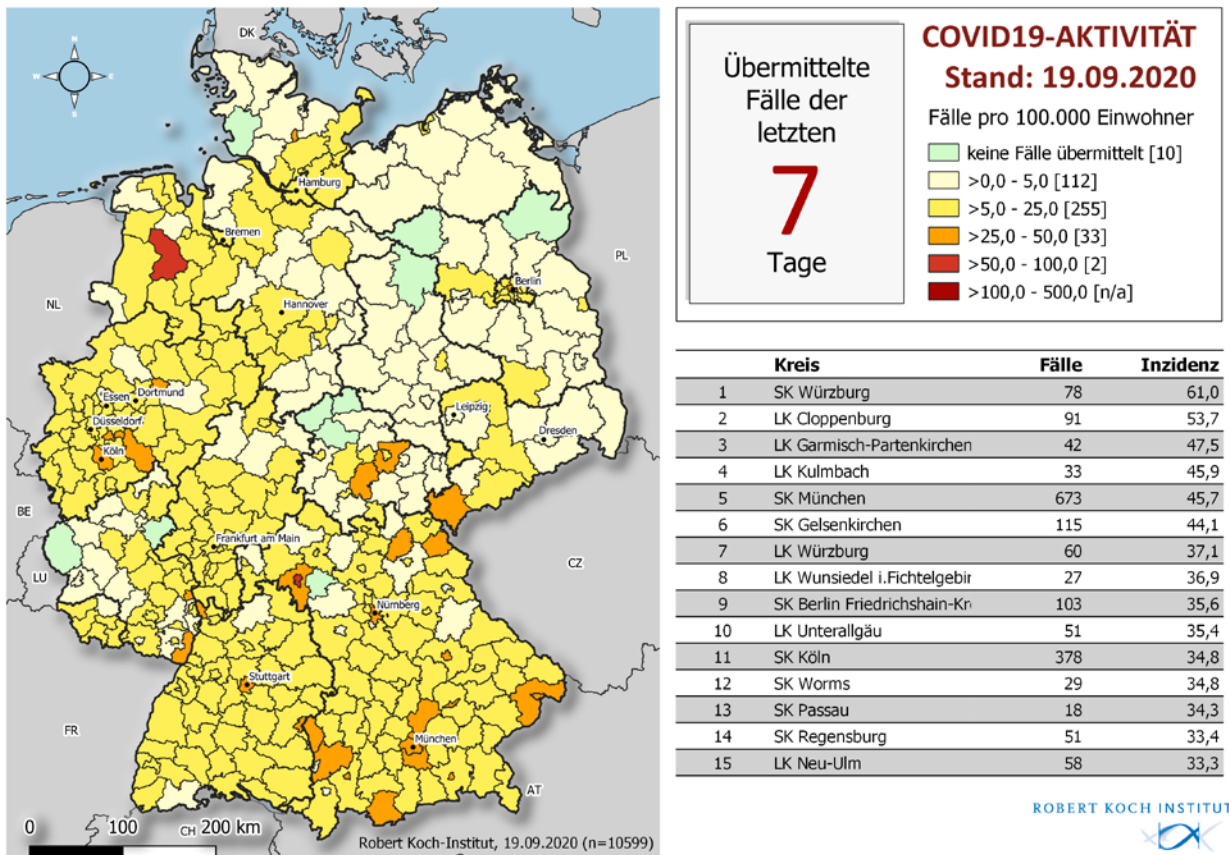 DK
N
W
E
S
Hamburg
Bremen
PL
NL
Berlin
Hannover
Essen
Dortmund
Düsseldorf
Leipzig
Köln
Dresden
BE
Frankfurt am Main
LU
CZ
Nürnberg
Stuttgart
FR
München
AT
0 100 200 km
CH
Robert Koch-Institut, 19.09.2020 (n=10599)
Übermittelte
Fälle der
letzten
7
Tage
COVID19-AKTIVITÄT
Stand: 19.09.2020
Fälle pro 100.000 Einwohner
keine Fälle übermittelt [10]
>0,0 - 5,0 [112]
>5,0 - 25,0 [255]
>25,0 - 50,0 [33]
>50,0 - 100,0 [2]
>100,0 - 500,0 [n/a]
Kreis Fälle Inzidenz
1 SK Würzburg 78 61,0
2 LK Cloppenburg 91 53,7
3 LK Garmisch-Partenkirchen 42 47,5
4 LK Kulmbach 33 45,9
5 SK München 673 45,7
6 SK Gelsenkirchen 115 44,1
7 LK Würzburg 60 37,1
8 LK Wunsiedel i.Fichtelgebir 27 36,9
9 SK Berlin Friedrichshain-Kr 103 35,6
10 LK Unterallgäu 51 35,4
11 SK Köln 378 34,8
12 SK Worms 29 34,8
13 SK Passau 18 34,3
14 SK Regensburg 51 33,4
15 LK Neu-Ulm 58 33,3
ROBERT KOCH INSTITUT